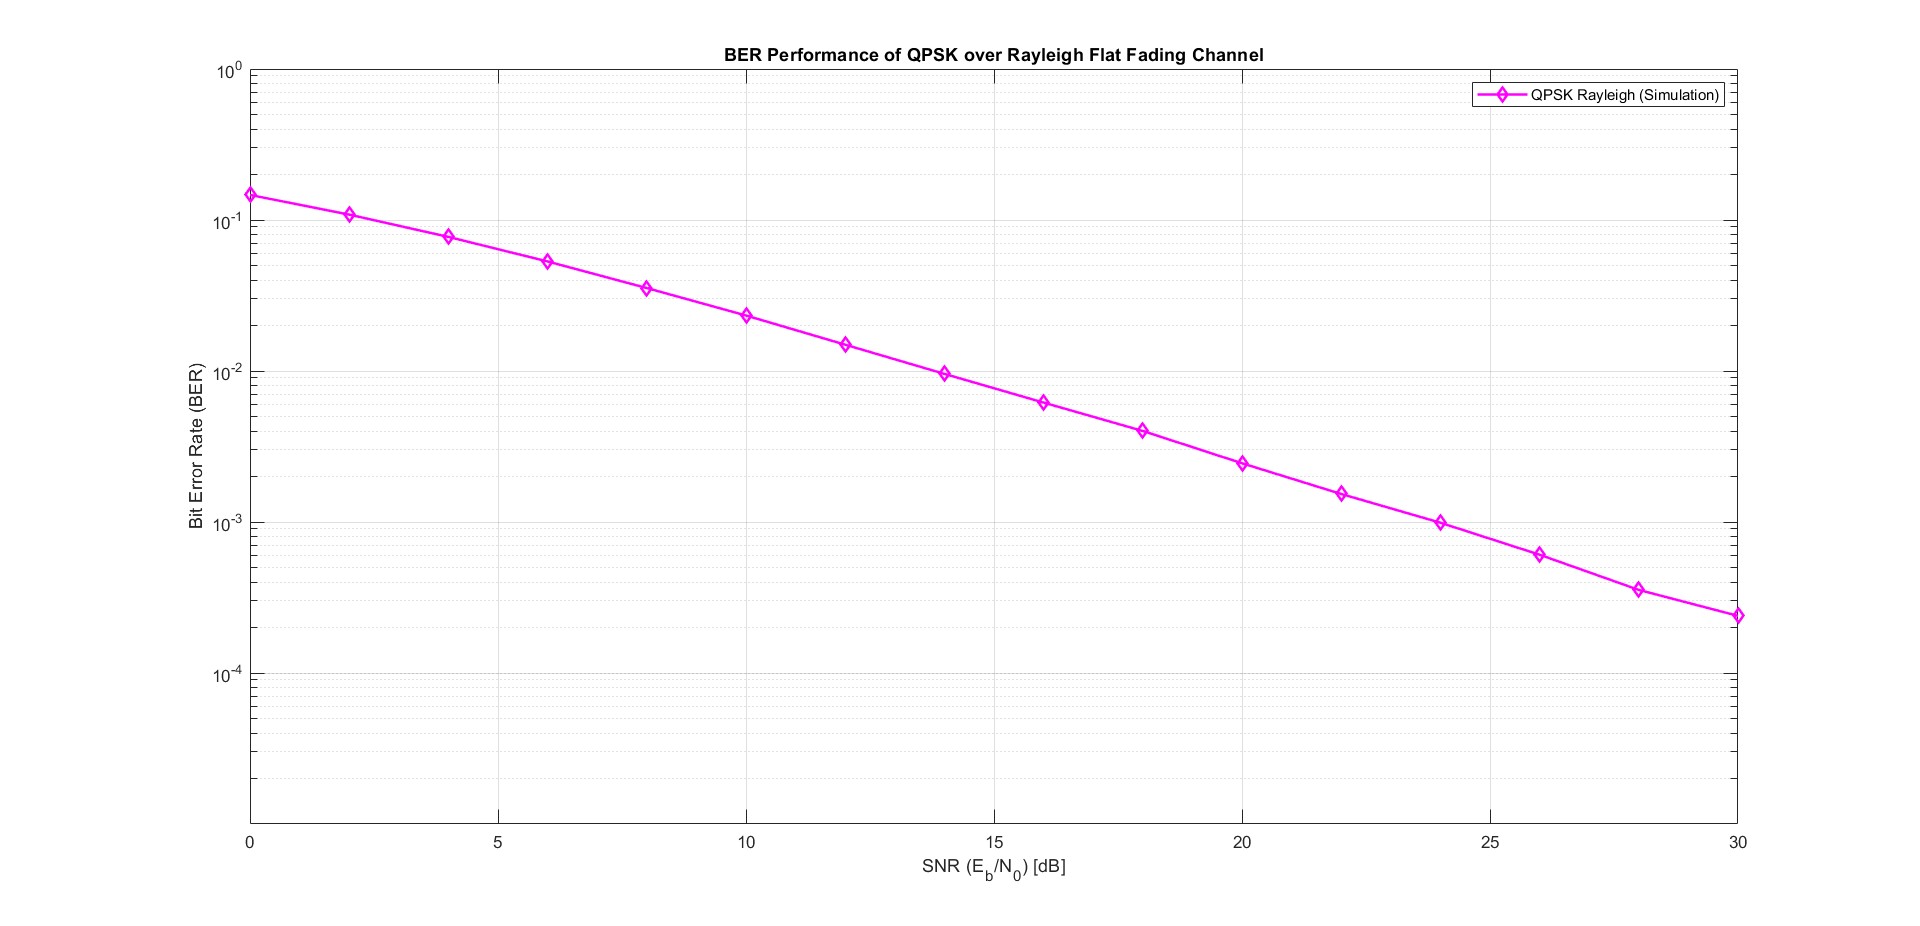 BER Performance of QPSK over Rayleigh Flat Fading Channel
QPSK Rayleigh (Simulation)
Bit Error Rate (BER)
10^0
10^-1
10^-2
10^-3
10^-4
0 5 10 15 20 25 30
SNR (E_b/N_0) [dB]